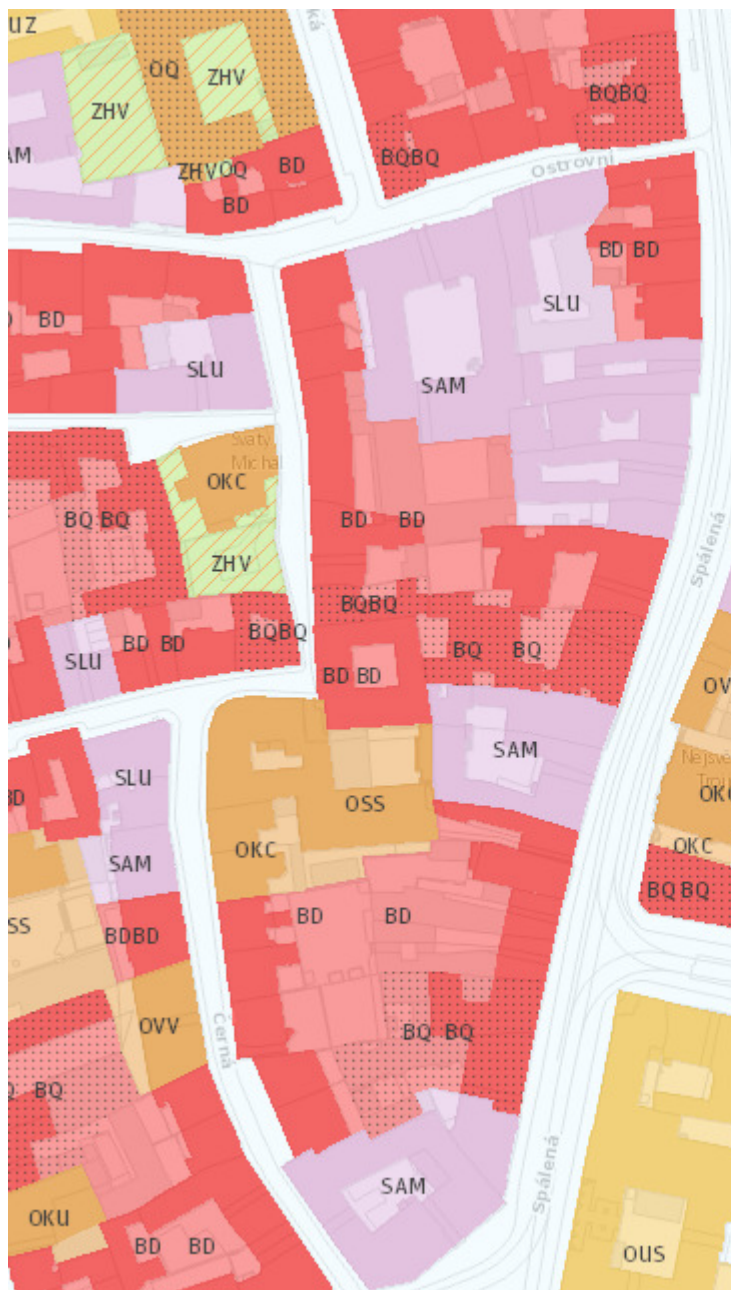 UZ
OQ
ZHV
ZHV
ká
BQBQ
AM
ZHVOQ
BD
BD
BQBQ
Ostrovní
BD BD
SLU
BD
SLU
SAM
Svatý
Michal
OKC
BQ BQ
BD BD
ZHV
Spálená
BQBQ
BQBQ
BD BD
SLU
BQ BQ
BD BD
OV
SAM
SLU
Nejsvě
Troj
BD
OSS
OKC
OKC
OKC
SAM
BQ BQ
SS
BDBD
BD BD
OVV
Černá
BQ BQ
BQ
SAM
Spálená
OKU
BD BD
OUS